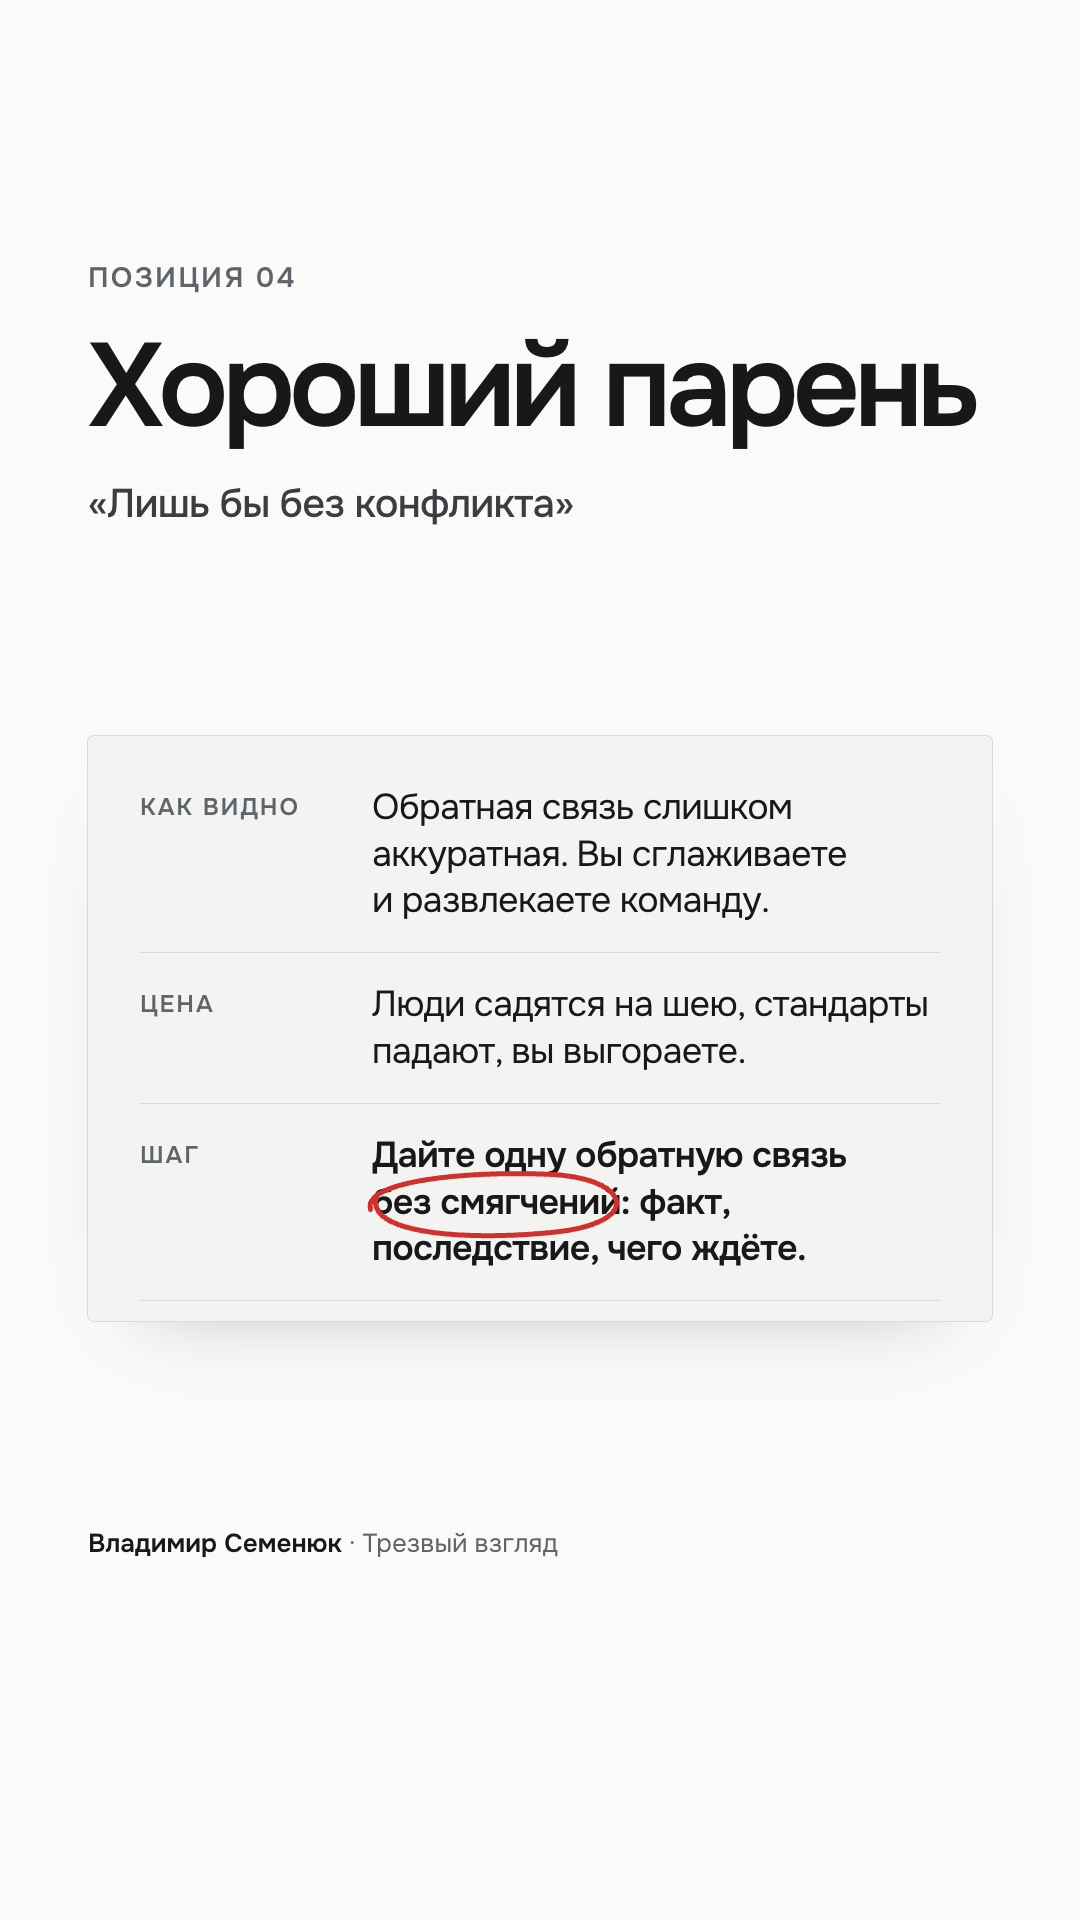 ПОЗИЦИЯ 04
Хороший парень
«Лишь бы без конфликта»
КАК ВИДНО
Обратная связь слишком
аккуратная. Вы сглаживаете
и развлекаете команду.
ЦЕНА
Люди садятся на шею, стандарты
падают, вы выгораете.
ШАГ
Дайте одну обратную связь
без смягчений: факт,
последствие, чего ждёте.
Владимир Семенюк · Трезвый взгляд